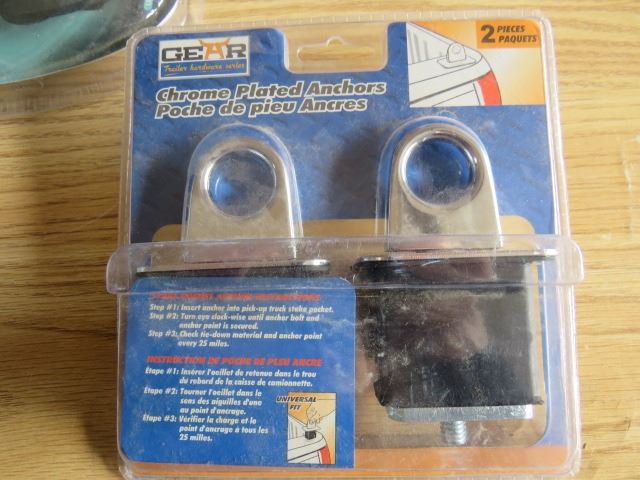 GEAR
Trailer hardware series
2 PIECES
PAQUETS
Chrome Plated Anchors
Poche de pieu Ancres
Step #1: Insert anchor into pick-up truck stake pocket.
Step #2: Turn eye clock-wise until anchor bolt and
anchor point is secured.
Step #3: Check tie-down material and anchor point
every 25 miles.
INSTRUCTION DE POCHE DE PIEU ANCRE
Étape #1: Insérer l'oeillet de retenue dans le trou
du rebord de la caisse de camionnette.
Étape #2: Tourner l'oeillet dans le
sens des aiguilles d'une
au point d'ancrage.
Étape #3: Vérifier la charge et le
point d'ancrage à tous les
25 milles.
UNIVERSAL
FIT